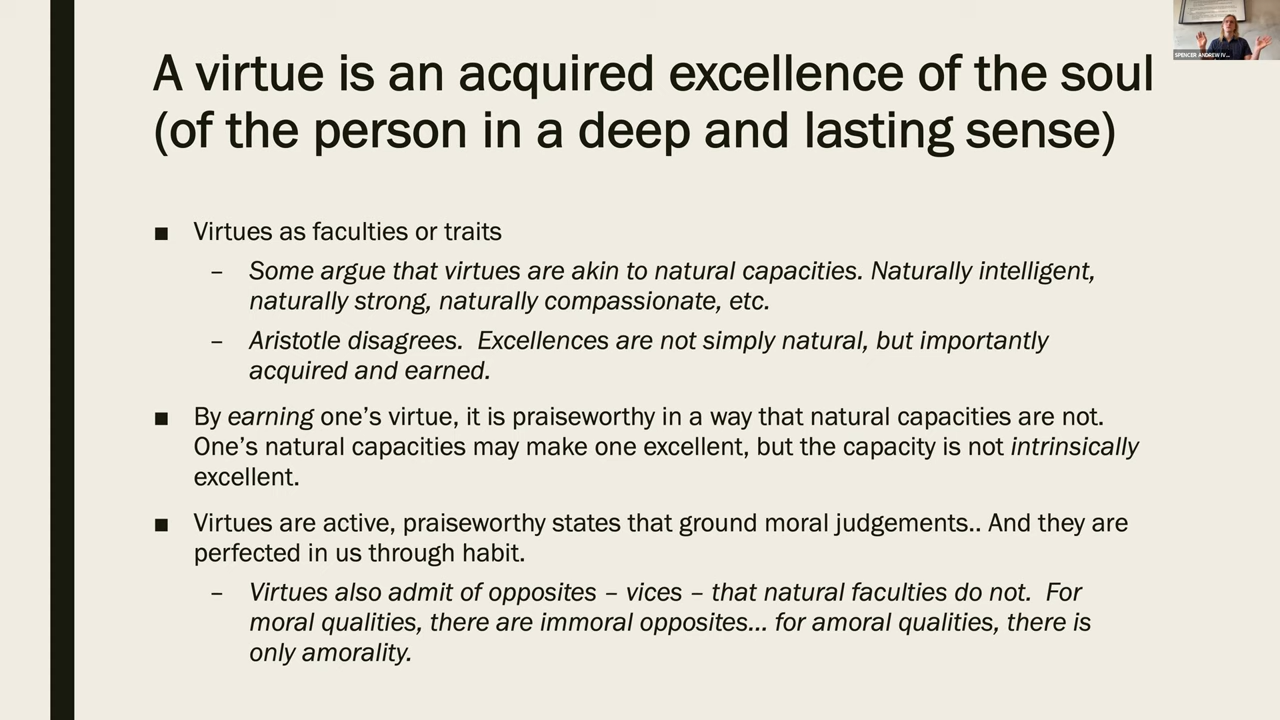 A virtue is an acquired excellence of the soul
(of the person in a deep and lasting sense)
SPENCER ANDREW IV...
■ Virtues as faculties or traits
– Some argue that virtues are akin to natural capacities. Naturally intelligent,
naturally strong, naturally compassionate, etc.
– Aristotle disagrees.  Excellences are not simply natural, but importantly
acquired and earned.
■ By earning one’s virtue, it is praiseworthy in a way that natural capacities are not.
One’s natural capacities may make one excellent, but the capacity is not intrinsically
excellent.
■ Virtues are active, praiseworthy states that ground moral judgements.. And they are
perfected in us through habit.
– Virtues also admit of opposites – vices – that natural faculties do not.  For
moral qualities, there are immoral opposites... for amoral qualities, there is
only amorality.